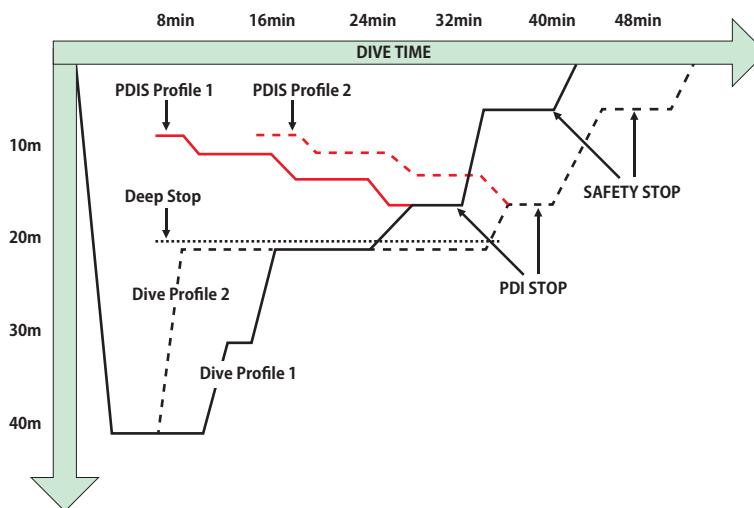 8min 16min 24min 32min 40min 48min
DIVE TIME
PDIS Profile 1 PDIS Profile 2
10m
Deep Stop
SAFETY STOP
20m
PDI STOP
Dive Profile 2
30m
Dive Profile 1
40m